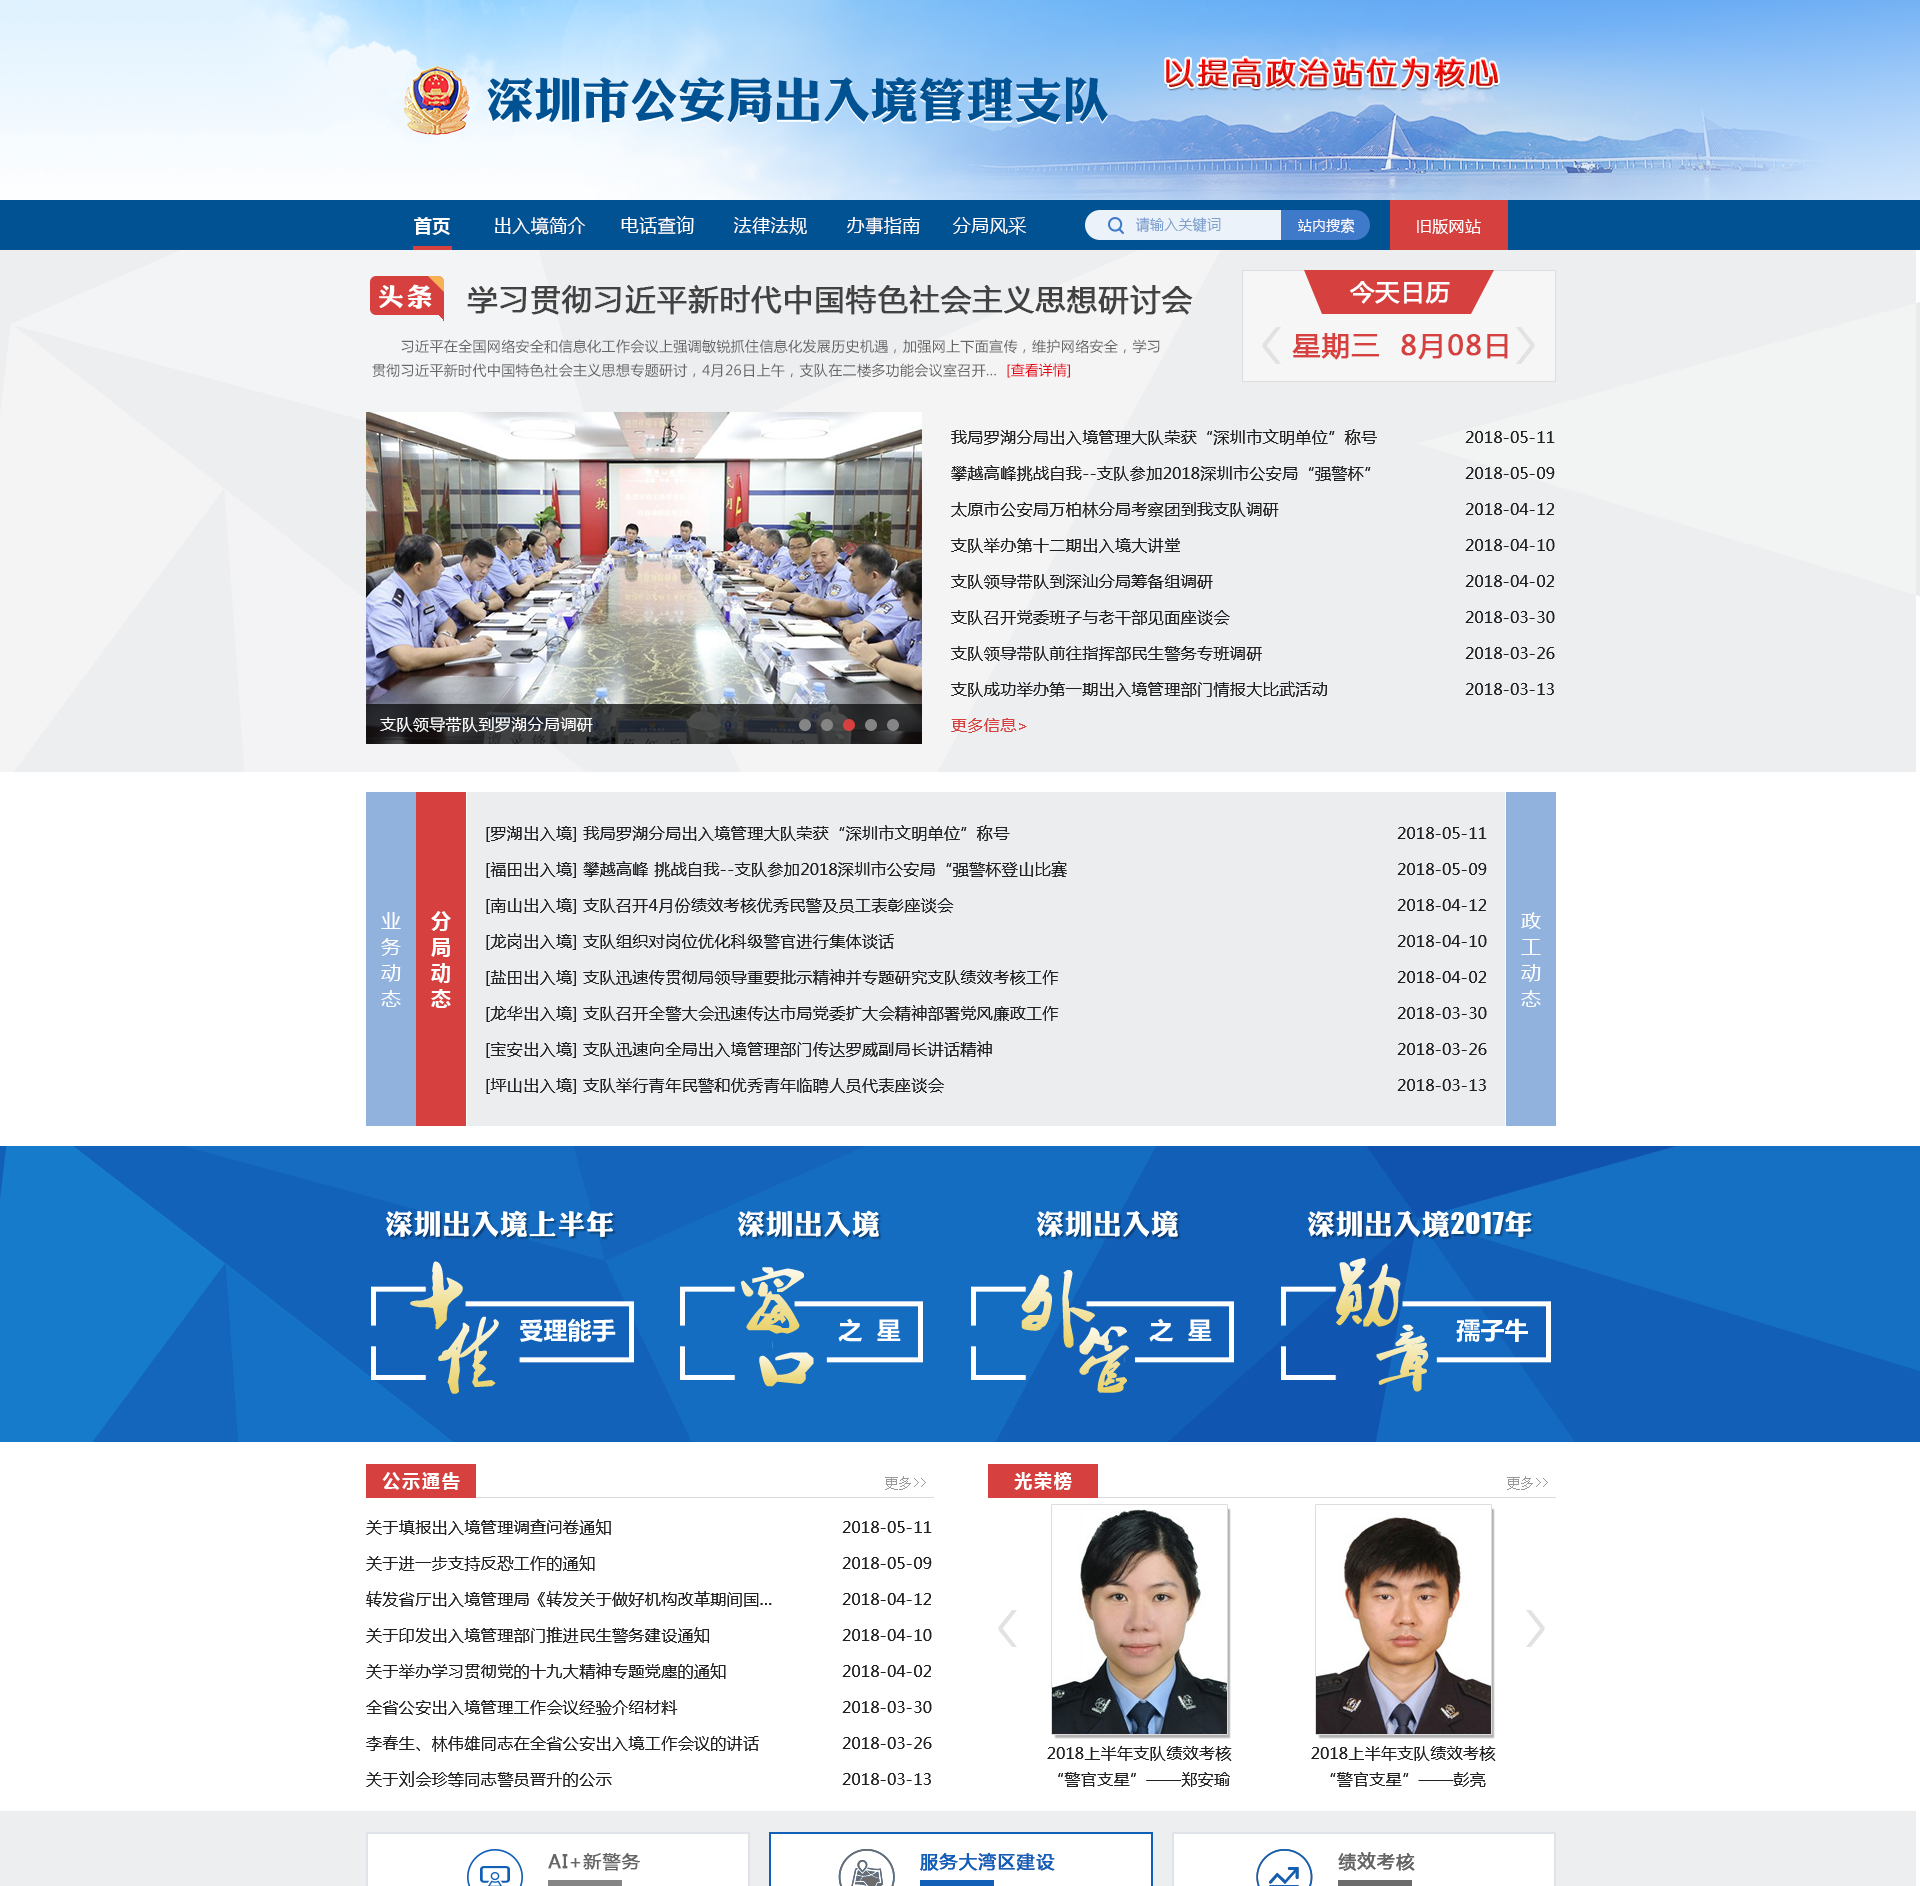 深圳市公安局出入境管理支队
以提高政治站位为核心
首页 出入境简介 电话查询 法律法规 办事指南 分局风采 请输入关键词 站内搜索 旧版网站
头条 学习贯彻习近平新时代中国特色社会主义思想研讨会
习近平在全国网络安全和信息化工作会议上强调敏锐抓住信息化发展历史机遇，加强网上下面宣传，维护网络安全，学习
贯彻习近平新时代中国特色社会主义思想专题研讨，4月26日上午，支队在二楼多功能会议室召开... [查看详情]
今天日历
星期三 8月08日
支队领导带队到罗湖分局调研
我局罗湖分局出入境管理大队荣获“深圳市文明单位”称号 2018-05-11
攀越高峰挑战自我--支队参加2018深圳市公安局“强警杯” 2018-05-09
太原市公安局万柏林分局考察团到我支队调研 2018-04-12
支队举办第十二期出入境大讲堂 2018-04-10
支队领导带队到深汕分局筹备组调研 2018-04-02
支队召开党委班子与老干部见面座谈会 2018-03-30
支队领导带队前往指挥部民生警务专班调研 2018-03-26
支队成功举办第一期出入境管理部门情报大比武活动 2018-03-13
更多信息>
业务动态
分局动态
[罗湖出入境] 我局罗湖分局出入境管理大队荣获“深圳市文明单位”称号 2018-05-11
[福田出入境] 攀越高峰 挑战自我--支队参加2018深圳市公安局“强警杯登山比赛 2018-05-09
[南山出入境] 支队召开4月份绩效考核优秀民警及员工表彰座谈会 2018-04-12
[龙岗出入境] 支队组织对岗位优化科级警官进行集体谈话 2018-04-10
[盐田出入境] 支队迅速传贯彻局领导重要批示精神并专题研究支队绩效考核工作 2018-04-02
[龙华出入境] 支队召开全警大会迅速传达市局党委扩大会精神部署党风廉政工作 2018-03-30
[宝安出入境] 支队迅速向全局出入境管理部门传达罗威副局长讲话精神 2018-03-26
[坪山出入境] 支队举行青年民警和优秀青年临聘人员代表座谈会 2018-03-13
政工动态
深圳出入境上半年
十佳 受理能手
深圳出入境
窗口 之星
深圳出入境
外管 之星
深圳出入境2017年
勋章 孺子牛
公示通告 更多>>
关于填报出入境管理调查问卷通知 2018-05-11
关于进一步支持反恐工作的通知 2018-05-09
转发省厅出入境管理局《转发关于做好机构改革期间国... 2018-04-12
关于印发出入境管理部门推进民生警务建设通知 2018-04-10
关于举办学习贯彻党的十九大精神专题党廛的通知 2018-04-02
全省公安出入境管理工作会议经验介绍材料 2018-03-30
李春生、林伟雄同志在全省公安出入境工作会议的讲话 2018-03-26
关于刘会珍等同志警员晋升的公示 2018-03-13
光荣榜 更多>>
2018上半年支队绩效考核
“警官支星”——郑安瑜
2018上半年支队绩效考核
“警官支星”——彭亮
AI+新警务
服务大湾区建设
绩效考核